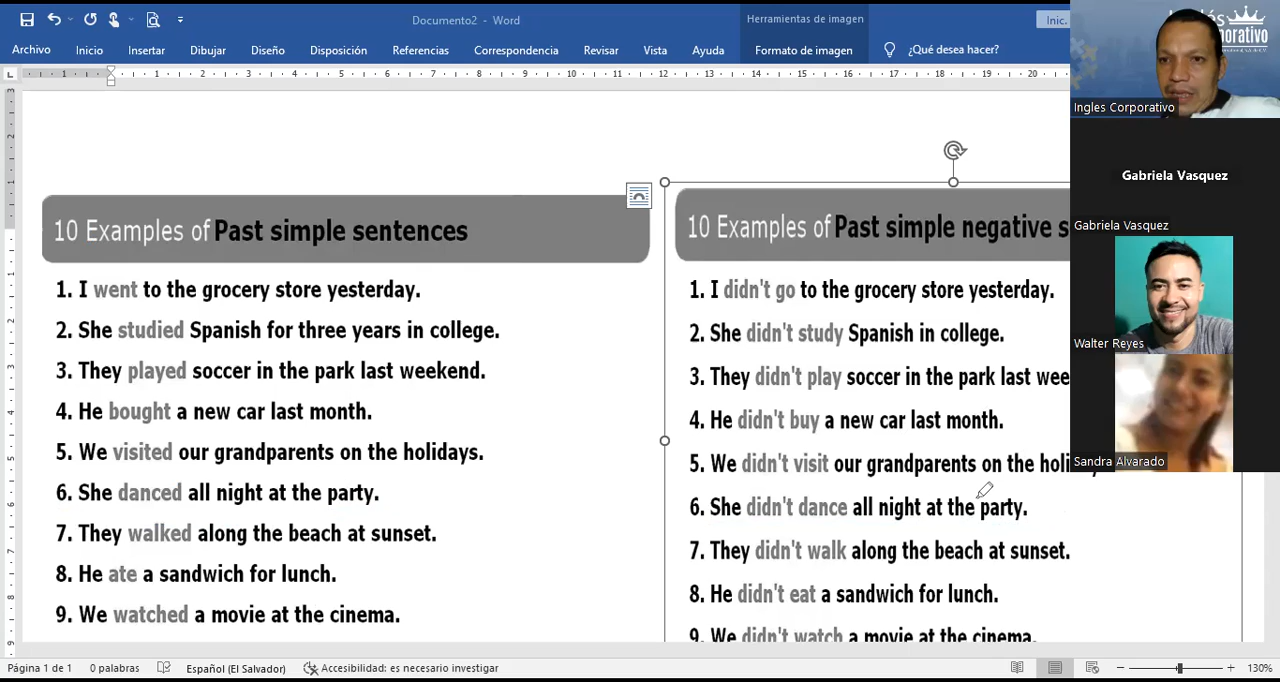 Documento2 - Word
Herramientas de imagen
Inic.
Archivo Inicio Insertar Dibujar Diseño Disposición Referencias Correspondencia Revisar Vista Ayuda Formato de imagen ¿Qué desea hacer?
Ingles Corporativo
Gabriela Vasquez
Gabriela Vasquez
Walter Reyes
Sandra Alvarado
10 Examples of Past simple sentences
1. I went to the grocery store yesterday.
2. She studied Spanish for three years in college.
3. They played soccer in the park last weekend.
4. He bought a new car last month.
5. We visited our grandparents on the holidays.
6. She danced all night at the party.
7. They walked along the beach at sunset.
8. He ate a sandwich for lunch.
9. We watched a movie at the cinema.
10 Examples of Past simple negative s
1. I didn't go to the grocery store yesterday.
2. She didn't study Spanish in college.
3. They didn't play soccer in the park last wee
4. He didn't buy a new car last month.
5. We didn't visit our grandparents on the holi
6. She didn't dance all night at the party.
7. They didn't walk along the beach at sunset.
8. He didn't eat a sandwich for lunch.
9. We didn't watch a movie at the cinema.
Página 1 de 1 0 palabras Español (El Salvador) Accesibilidad: es necesario investigar 130%